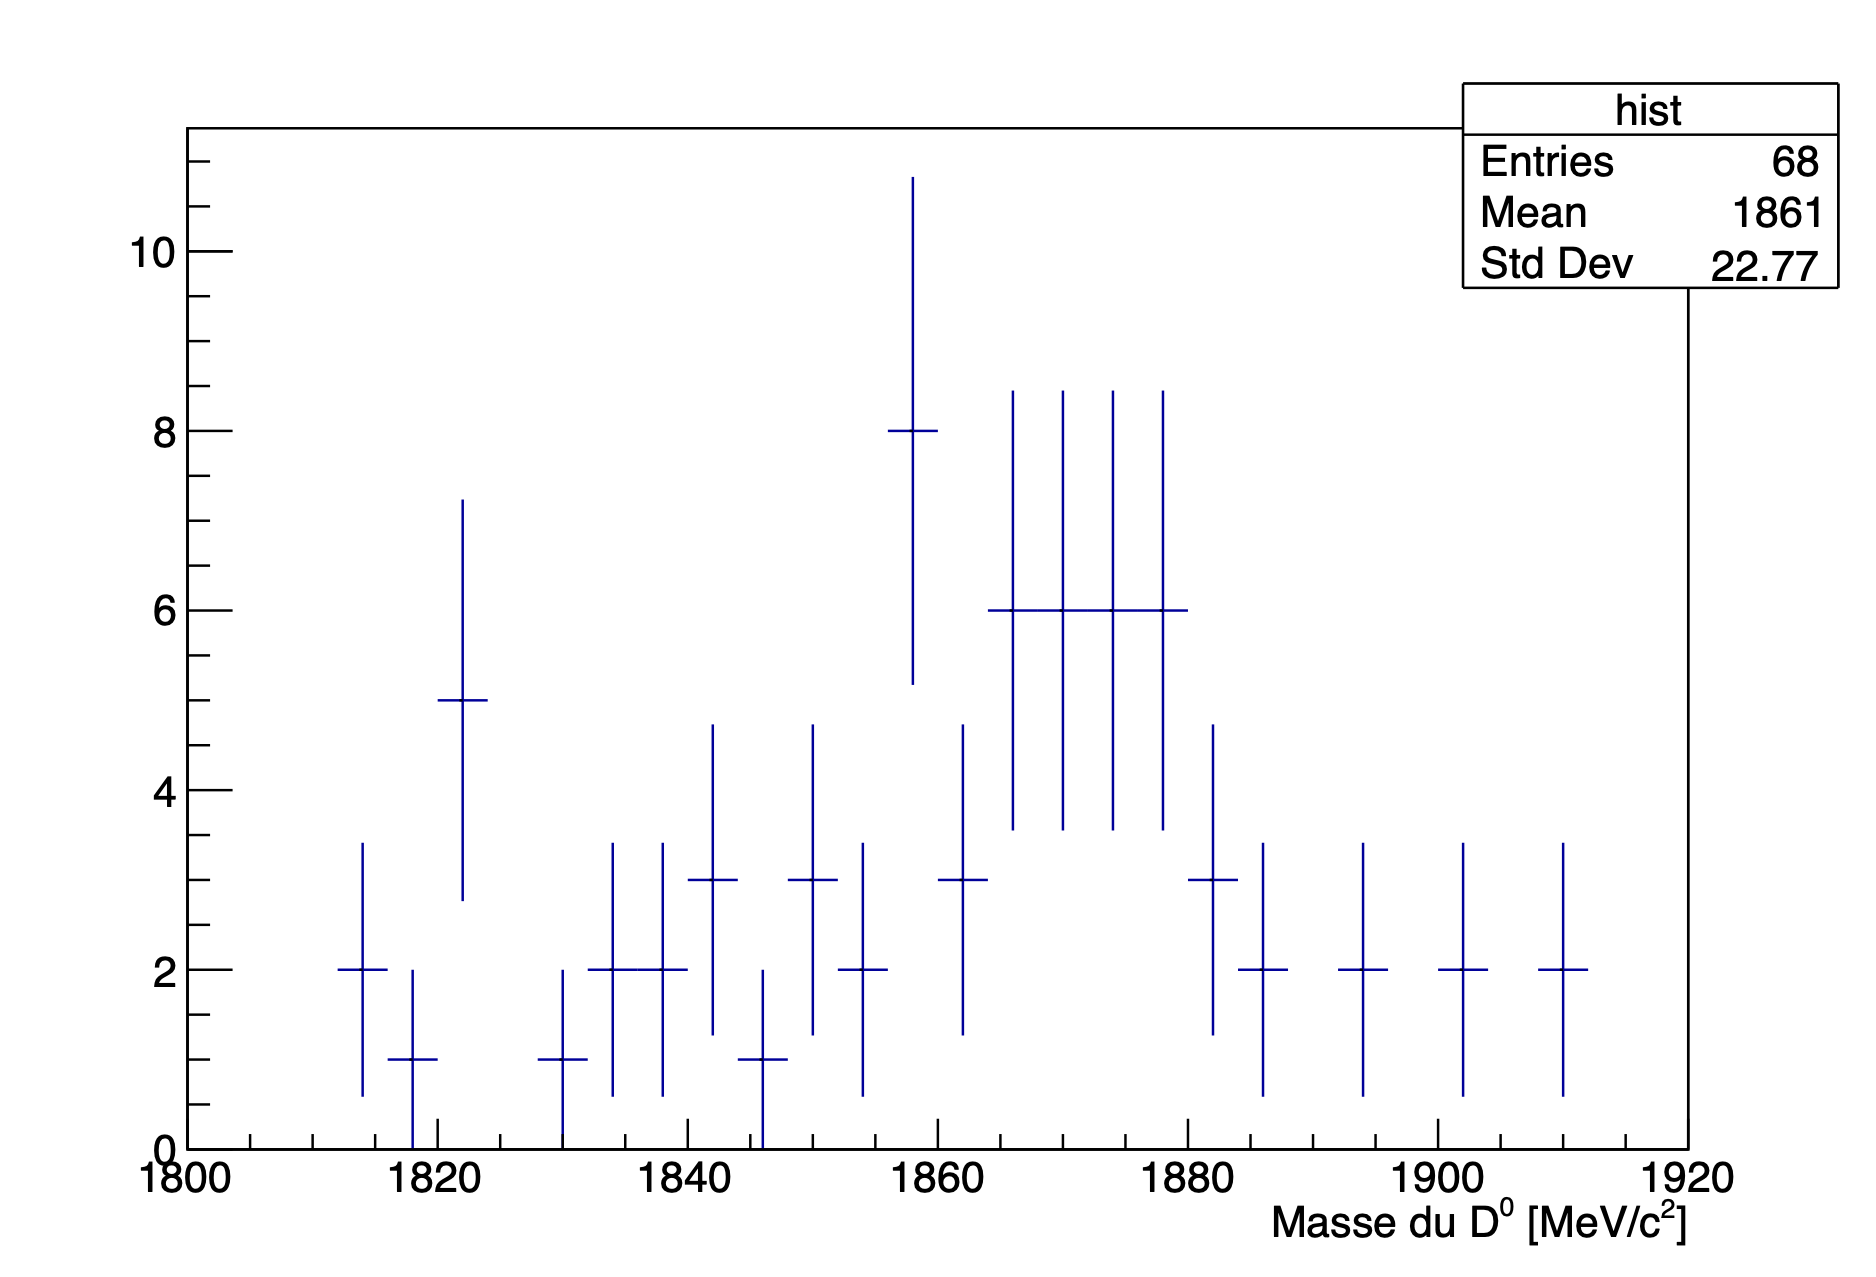 hist
Entries 68
Mean 1861
Std Dev 22.77
10
8
6
4
2
0
1800 1820 1840 1860 1880 1900 1920
Masse du D⁰ [MeV/c²]